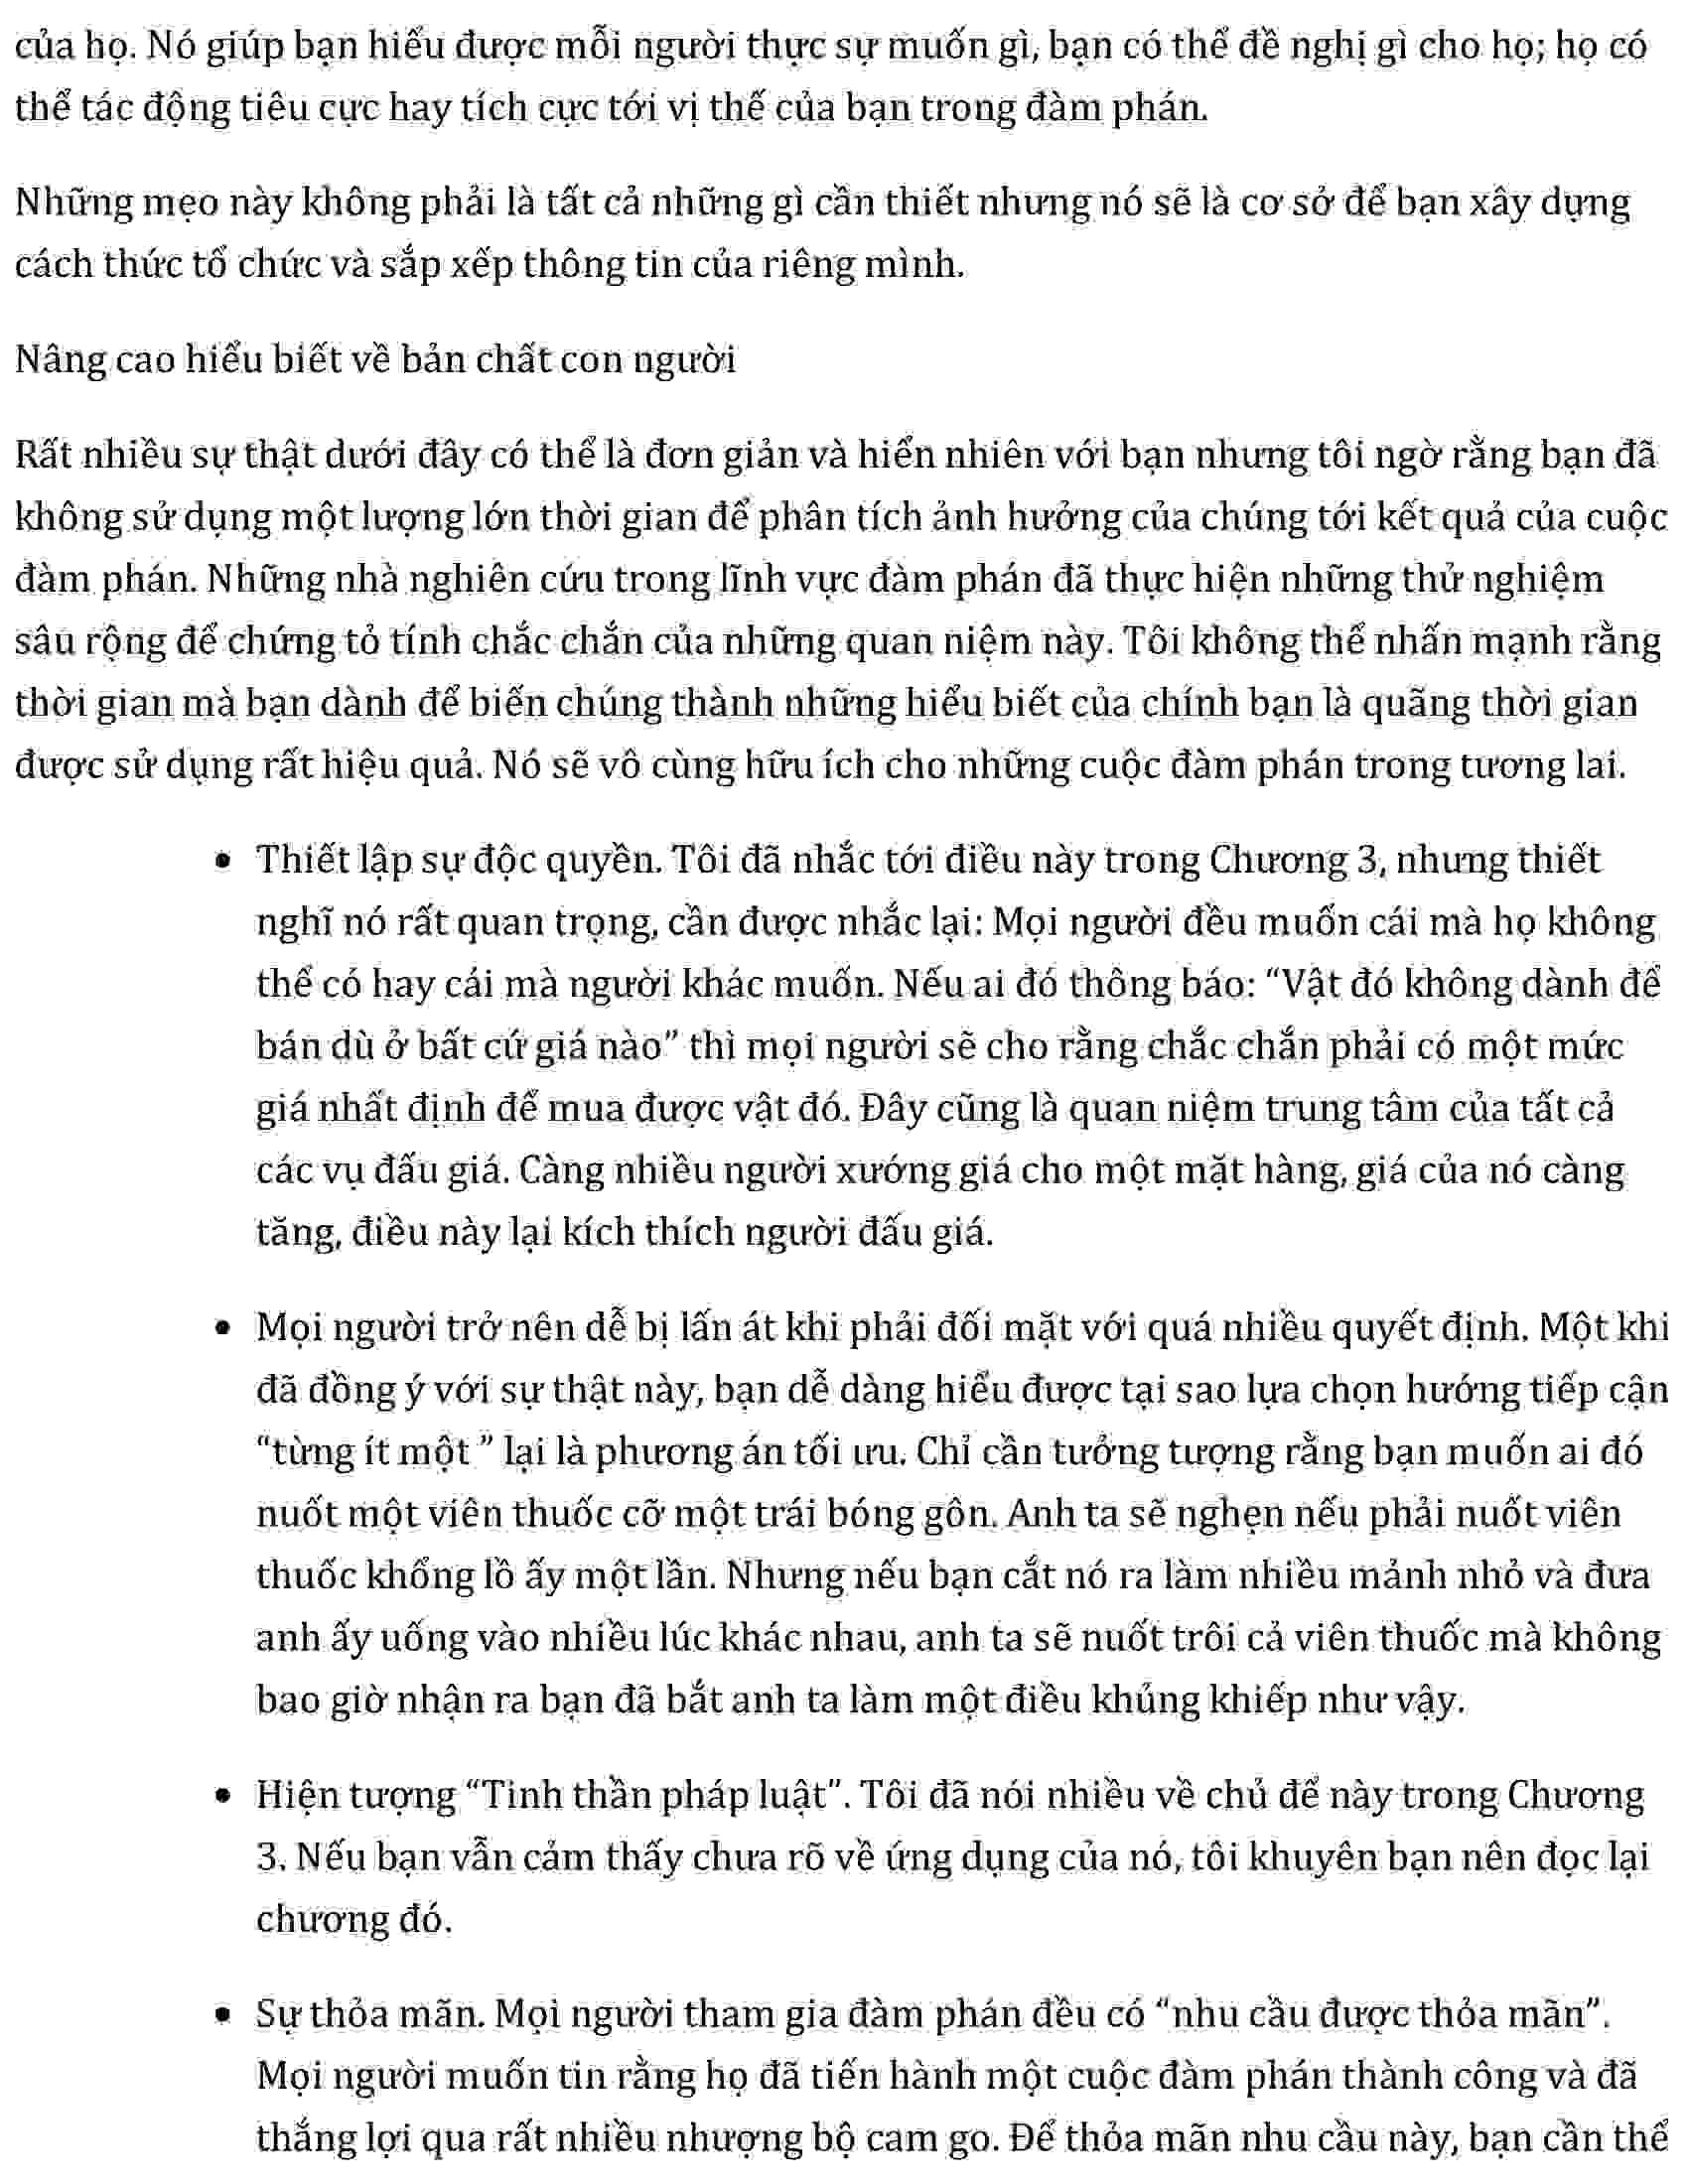 của họ. Nó giúp bạn hiểu được mỗi người thực sự muốn gì, bạn có thể đề nghị gì cho họ; họ có
thể tác động tiêu cực hay tích cực tới vị thế của bạn trong đàm phán.
Những mẹo này không phải là tất cả những gì cần thiết nhưng nó sẽ là cơ sở để bạn xây dựng
cách thức tổ chức và sắp xếp thông tin của riêng mình.
Nâng cao hiểu biết về bản chất con người
Rất nhiều sự thật dưới đây có thể là đơn giản và hiển nhiên với bạn nhưng tôi ngờ rằng bạn đã
không sử dụng một lượng lớn thời gian để phân tích ảnh hưởng của chúng tới kết quả của cuộc
đàm phán. Những nhà nghiên cứu trong lĩnh vực đàm phán đã thực hiện những thử nghiệm
sâu rộng để chứng tỏ tính chắc chắn của những quan niệm này. Tôi không thể nhấn mạnh rằng
thời gian mà bạn dành để biến chúng thành những hiểu biết của chính bạn là quãng thời gian
được sử dụng rất hiệu quả. Nó sẽ vô cùng hữu ích cho những cuộc đàm phán trong tương lai.
• Thiết lập sự độc quyền. Tôi đã nhắc tới điều này trong Chương 3, nhưng thiết
nghĩ nó rất quan trọng, cần được nhắc lại: Mọi người đều muốn cái mà họ không
thể có hay cái mà người khác muốn. Nếu ai đó thông báo: “Vật đó không dành để
bán dù ở bất cứ giá nào” thì mọi người sẽ cho rằng chắc chắn phải có một mức
giá nhất định để mua được vật đó. Đây cũng là quan niệm trung tâm của tất cả
các vụ đấu giá. Càng nhiều người xướng giá cho một mặt hàng, giá của nó càng
tăng, điều này lại kích thích người đấu giá.
• Mọi người trở nên dễ bị lấn át khi phải đối mặt với quá nhiều quyết định. Một khi
đã đồng ý với sự thật này, bạn dễ dàng hiểu được tại sao lựa chọn hướng tiếp cận
“từng ít một ” lại là phương án tối ưu. Chỉ cần tưởng tượng rằng bạn muốn ai đó
nuốt một viên thuốc cỡ một trái bóng gôn. Anh ta sẽ nghẹn nếu phải nuốt viên
thuốc khổng lồ ấy một lần. Nhưng nếu bạn cắt nó ra làm nhiều mảnh nhỏ và đưa
anh ấy uống vào nhiều lúc khác nhau, anh ta sẽ nuốt trôi cả viên thuốc mà không
bao giờ nhận ra bạn đã bắt anh ta làm một điều khủng khiếp như vậy.
• Hiện tượng “Tinh thần pháp luật”. Tôi đã nói nhiều về chủ đề này trong Chương
3. Nếu bạn vẫn cảm thấy chưa rõ về ứng dụng của nó, tôi khuyên bạn nên đọc lại
chương đó.
• Sự thỏa mãn. Mọi người tham gia đàm phán đều có “nhu cầu được thỏa mãn”.
Mọi người muốn tin rằng họ đã tiến hành một cuộc đàm phán thành công và đã
thắng lợi qua rất nhiều nhượng bộ cam go. Để thỏa mãn nhu cầu này, bạn cần thể